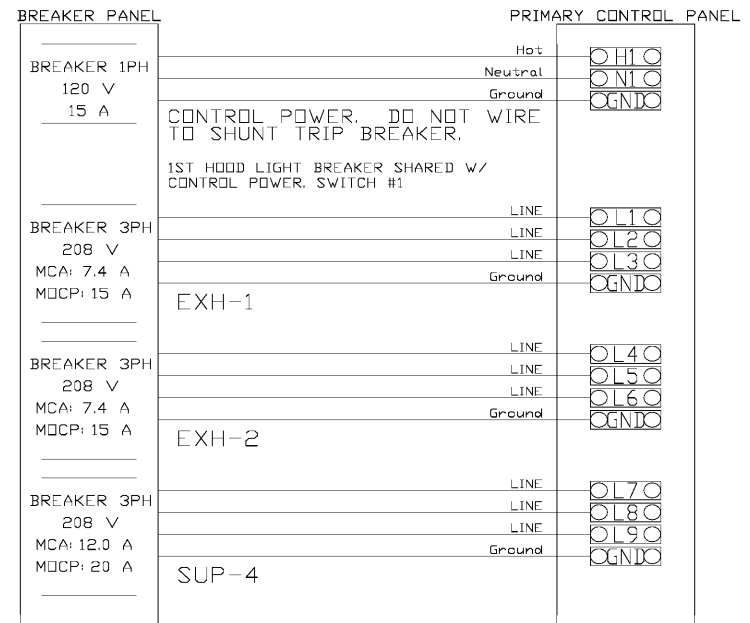 BREAKER PANEL
PRIMARY CONTROL PANEL
BREAKER 1PH
120 V
15 A
Hot
H1
Neutral
N1
Ground
GND
CONTROL POWER. DO NOT WIRE
TO SHUNT TRIP BREAKER.
1ST HOOD LIGHT BREAKER SHARED W/
CONTROL POWER. SWITCH #1
BREAKER 3PH
208 V
MCA: 7.4 A
MOCP: 15 A
LINE
L1
LINE
L2
LINE
L3
Ground
GND
EXH-1
BREAKER 3PH
208 V
MCA: 7.4 A
MOCP: 15 A
LINE
L4
LINE
L5
LINE
L6
Ground
GND
EXH-2
BREAKER 3PH
208 V
MCA: 12.0 A
MOCP: 20 A
LINE
L7
LINE
L8
LINE
L9
Ground
GND
SUP-4